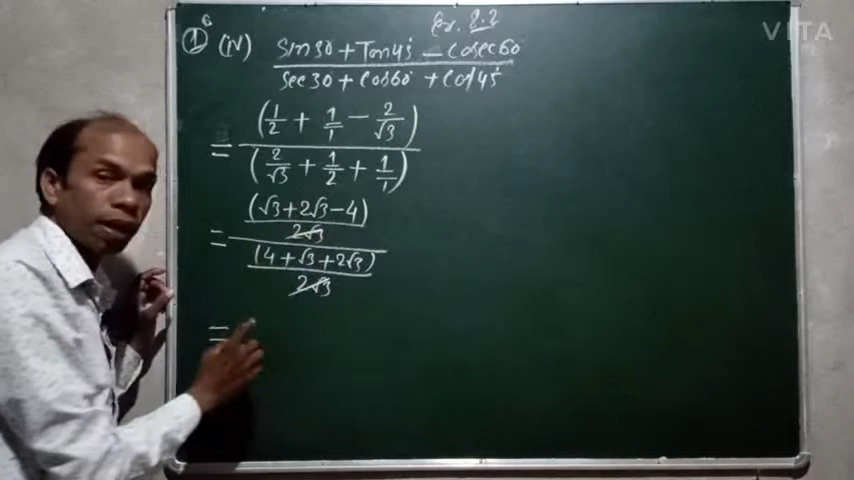 Ex. 8.2
VITA
① (iv) Sin30 + Tan45 - Cosec60
Sec30 + Cos60 + Cot45
= (1/2 + 1/1 - 2/√3)
(2/√3 + 1/2 + 1/1)
= (√3+2√3-4)
2√3
(4+√3+2√3)
2√3
=